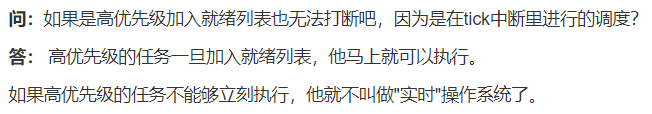 问：如果是高优先级加入就绪列表也无法打断吧，因为是在tick中断里进行的调度？
答： 高优先级的任务一旦加入就绪列表，他马上就可以执行。
如果高优先级的任务不能够立刻执行，他就不叫做"实时"操作系统了。